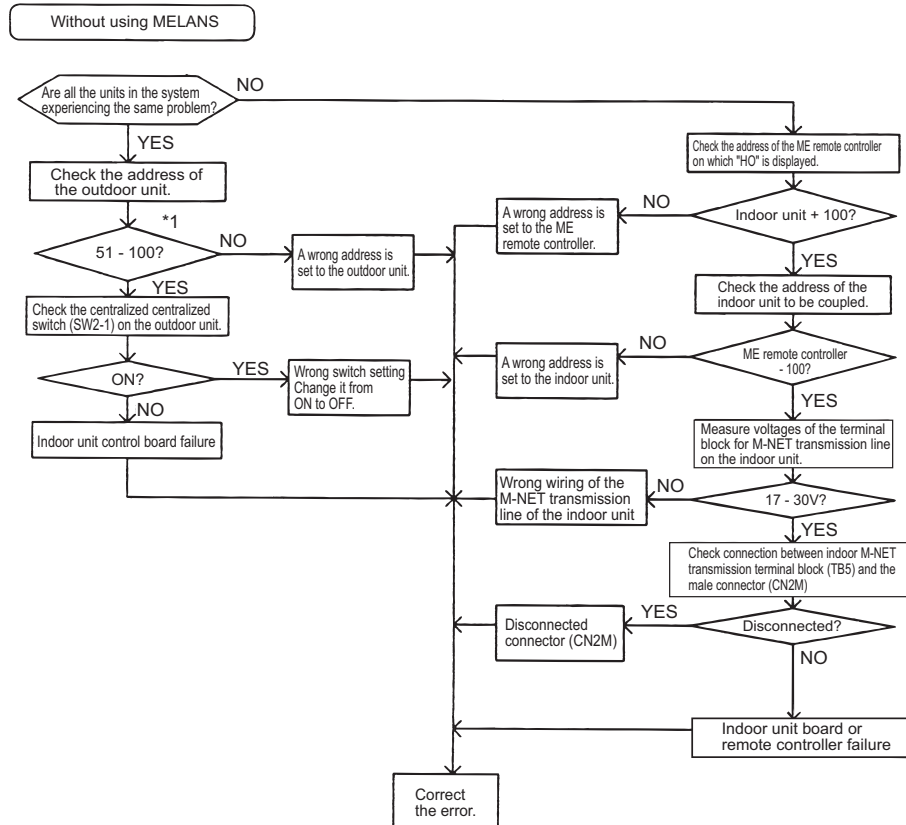 Without using MELANS
Are all the units in the system
experiencing the same problem?
NO
YES
Check the address of
the outdoor unit.
*1
51 - 100?
NO
A wrong address is
set to the outdoor unit.
YES
Check the centralized centralized
switch (SW2-1) on the outdoor unit.
ON?
YES
Wrong switch setting
Change it from
ON to OFF.
NO
Indoor unit control board failure
Check the address of the ME remote controller
on which "HO" is displayed.
Indoor unit + 100?
NO
A wrong address is
set to the ME
remote controller.
YES
Check the address of the
indoor unit to be coupled.
ME remote controller
- 100?
NO
A wrong address is
set to the indoor unit.
YES
Measure voltages of the terminal
block for M-NET transmission line
on the indoor unit.
17 - 30V?
NO
Wrong wiring of the
M-NET transmission
line of the indoor unit
YES
Check connection between indoor M-NET
transmission terminal block (TB5) and the
male connector (CN2M)
Disconnected?
YES
Disconnected
connector (CN2M)
NO
Indoor unit board or
remote controller failure
Correct
the error.